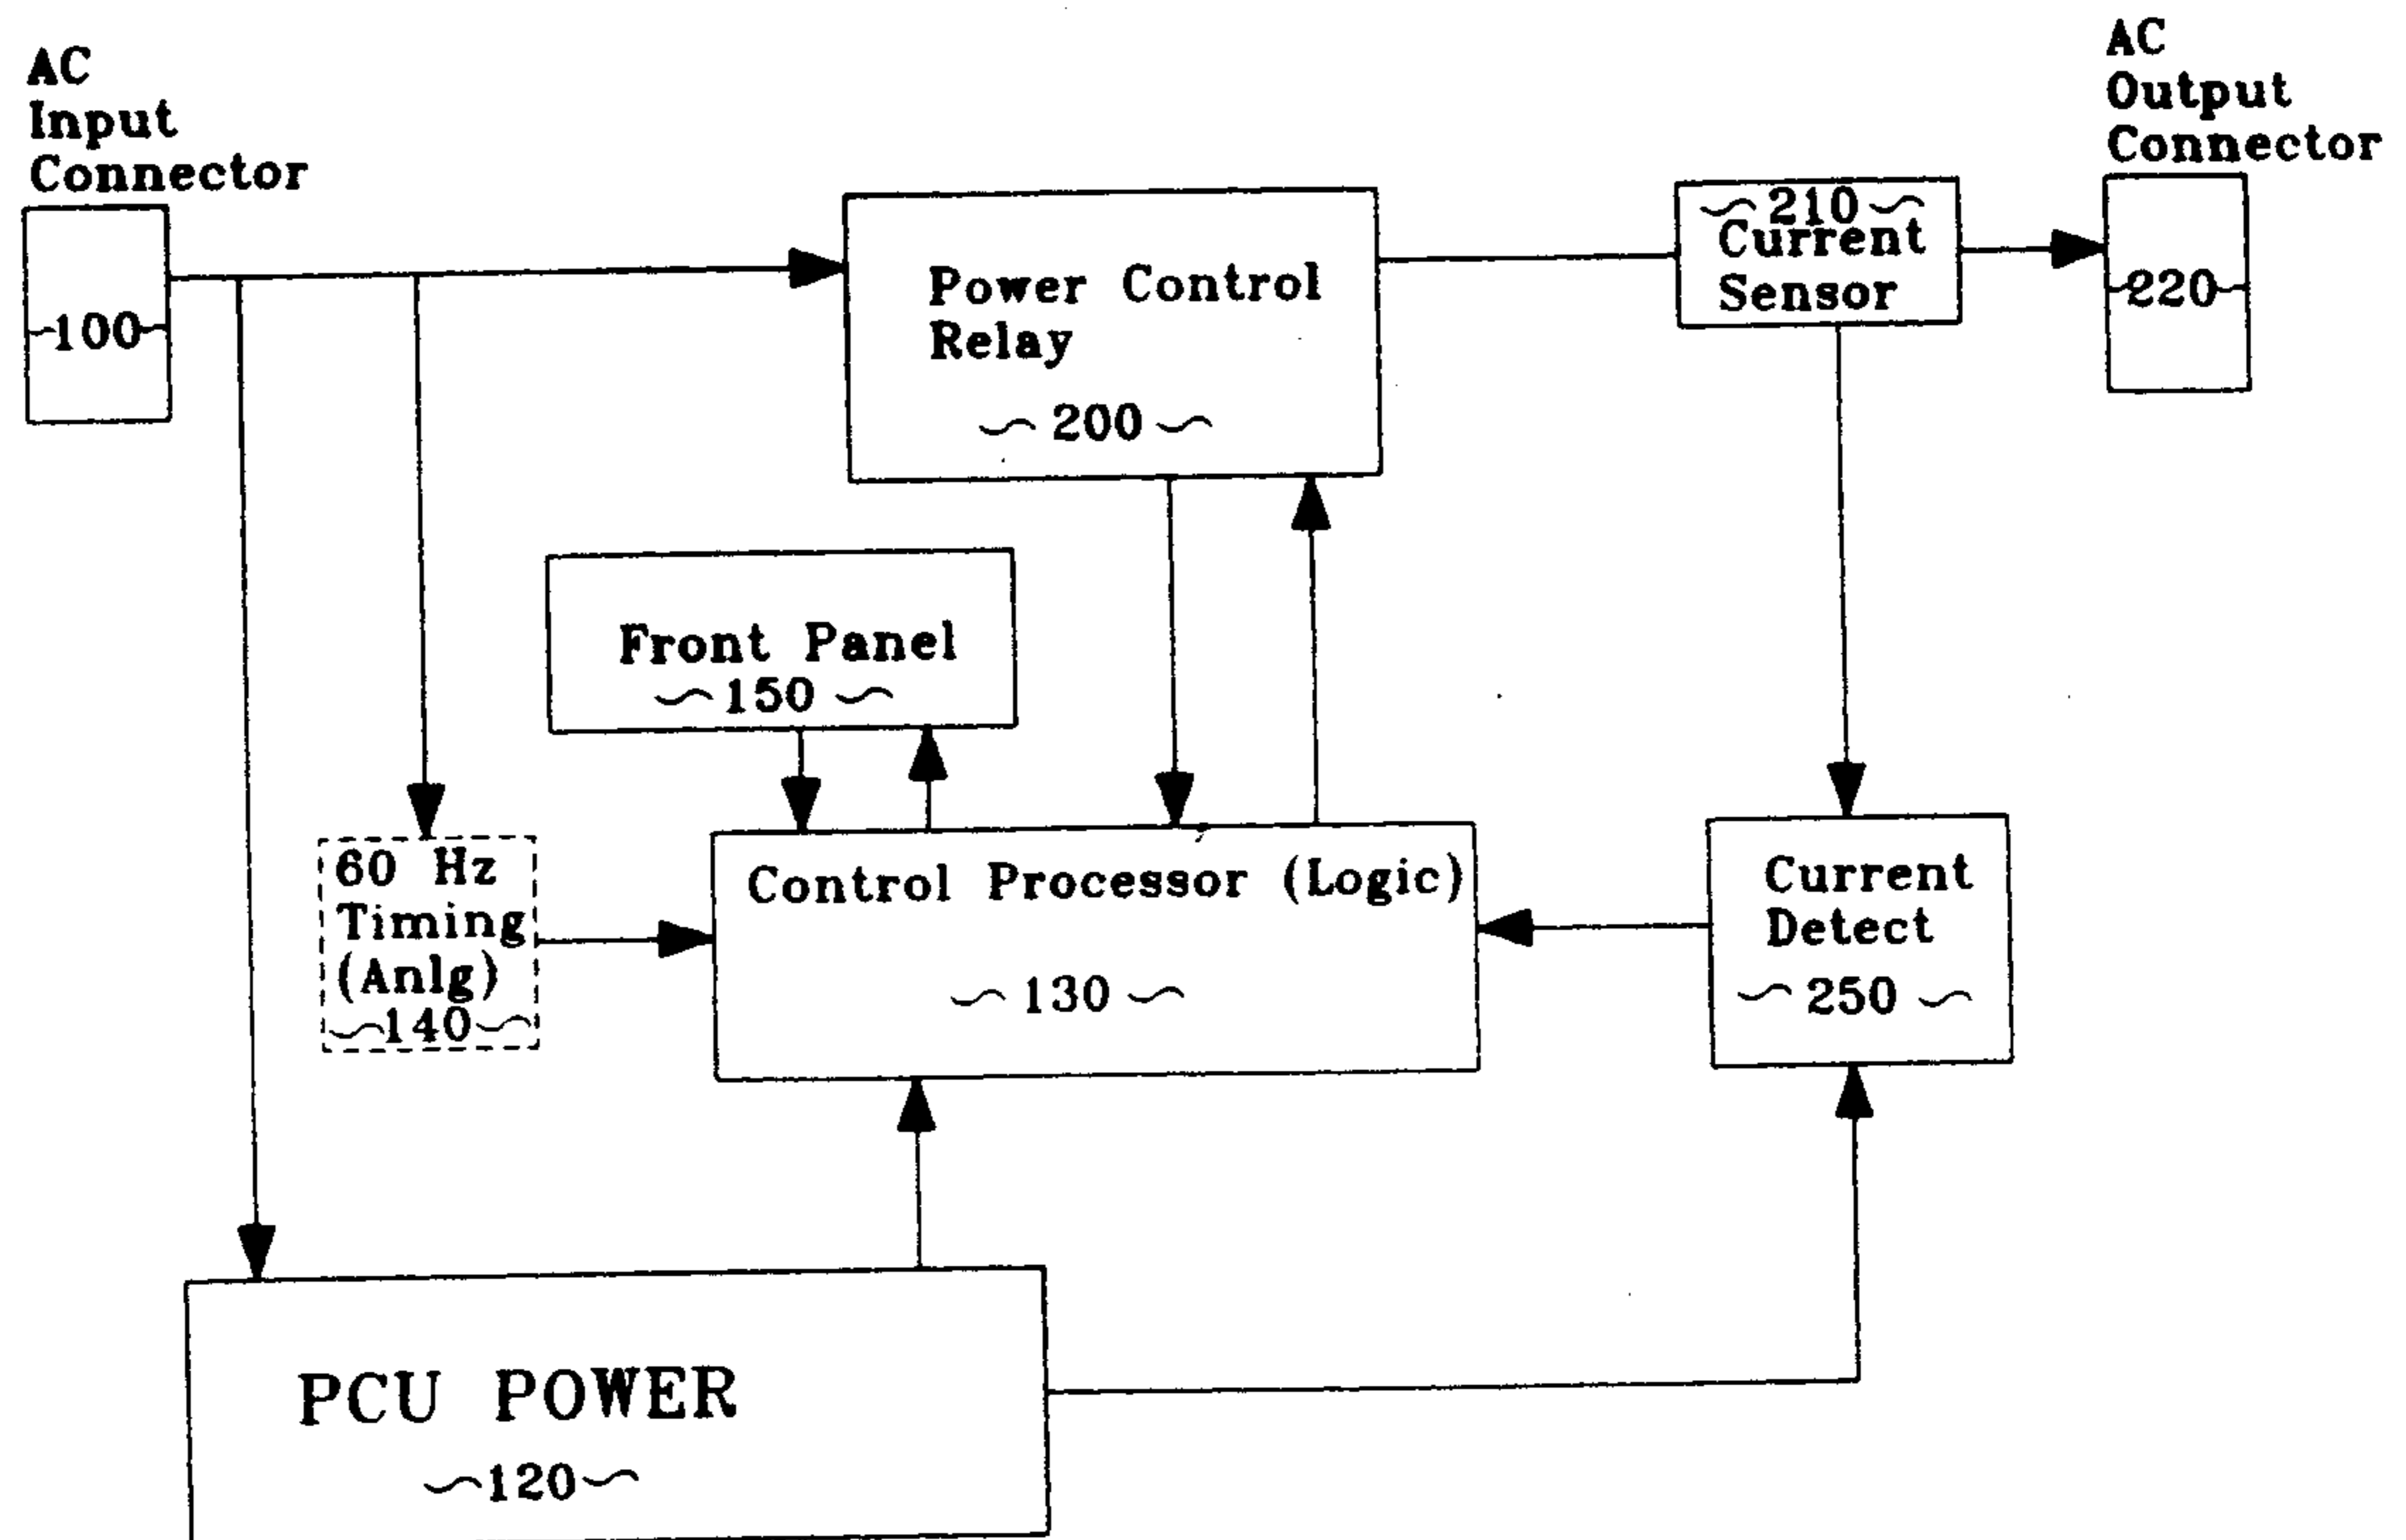 AC
Input
Connector
100
AC
Output
Connector
220
210
Current
Sensor
Power Control
Relay
200
Front Panel
150
60 Hz
Timing
(Anlg)
140
Control Processor (Logic)
130
Current
Detect
250
PCU POWER
120